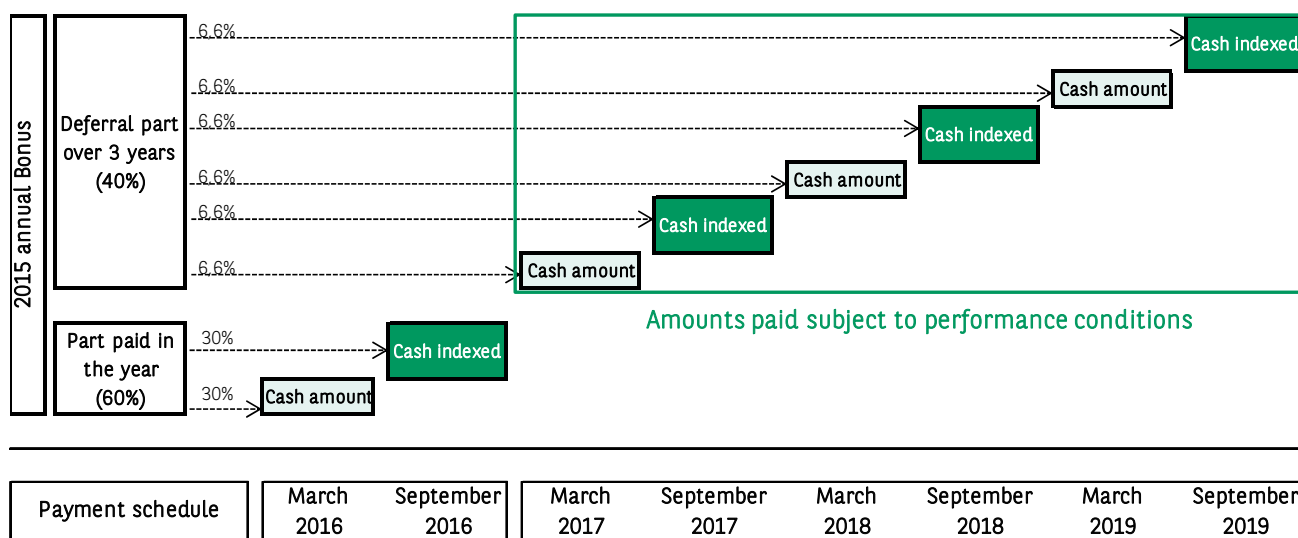 6,6%
Cash indexed
6,6%
Cash amount
2015 annual Bonus
Deferral part
over 3 years
(40%)
6,6%
Cash indexed
6,6%
Cash amount
6,6%
Cash indexed
6,6%
Cash amount
Amounts paid subject to performance conditions
Part paid in
the year
(60%)
30%
Cash indexed
30%
Cash amount
Payment schedule
March
2016
September
2016
March
2017
September
2017
March
2018
September
2018
March
2019
September
2019